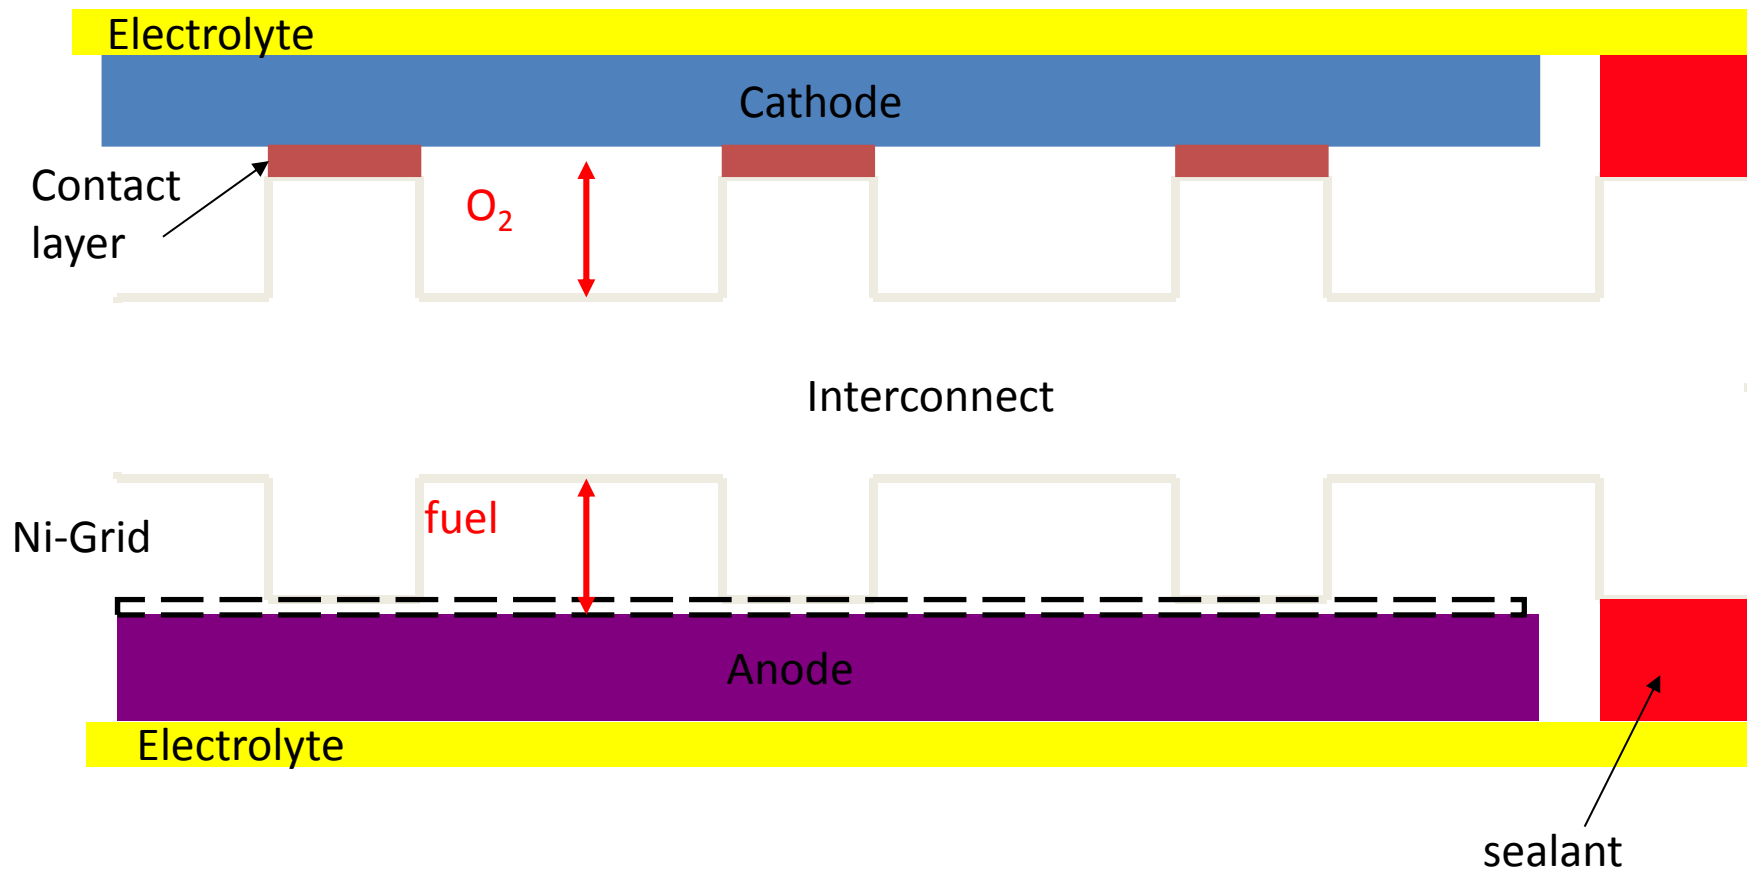 Electrolyte
Cathode
Contact
layer
O₂
Interconnect
fuel
Ni-Grid
Anode
Electrolyte
sealant